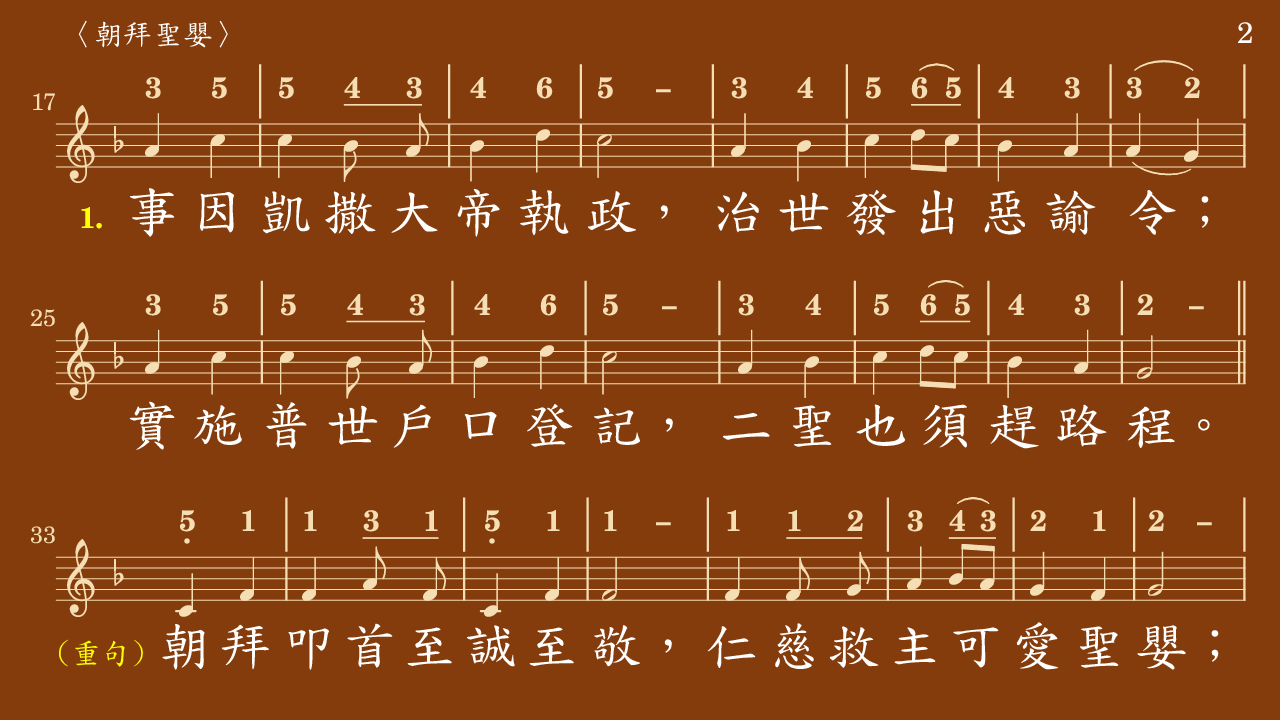 〈朝拜聖嬰〉 2
3 5 5 4 3 4 6 5 – 3 4 5 6 5 4 3 3 2
17
1. 事因凱撒大帝執政，治世發出惡諭令；
3 5 5 4 3 4 6 5 – 3 4 5 6 5 4 3 2 –
25
實施普世戶口登記，二聖也須趕路程。
5 1 1 3 1 5 1 1 – 1 1 2 3 4 3 2 1 2 –
33
（重句）朝拜叩首至誠至敬，仁慈救主可愛聖嬰；